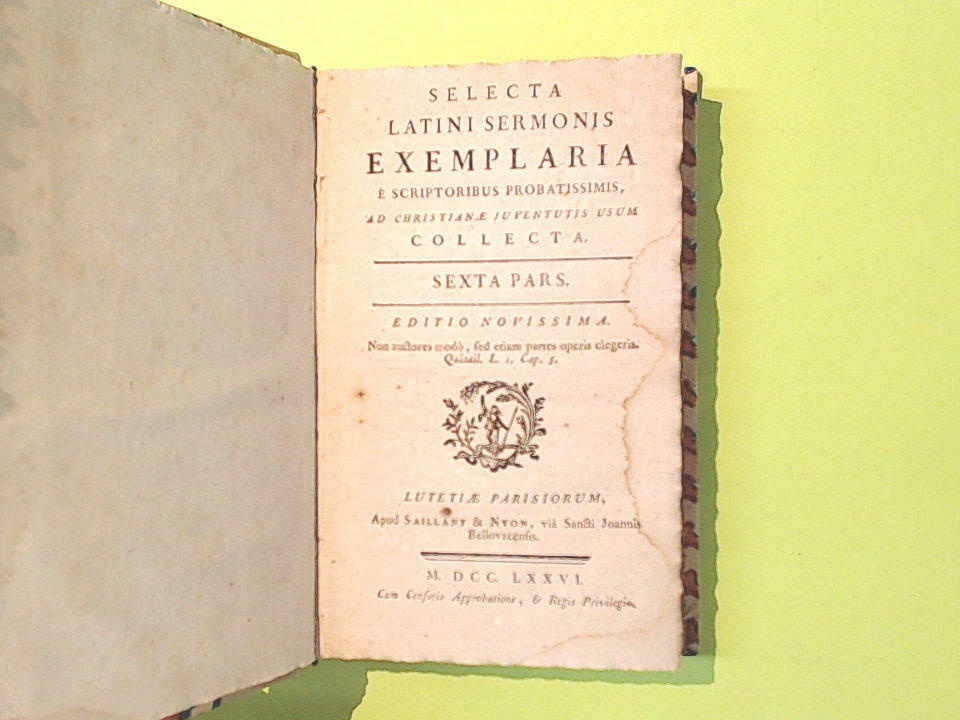 SELECTA
LATINI SERMONIS
EXEMPLARIA
È SCRIPTORIBUS PROBATISSIMIS,
AD CHRISTIANÆ JUVENTUTIS USUM
COLLECTA.
SEXTA PARS.
EDITIO NOVISSIMA.
Non auctores modò, sed etiam partes operis elegeris.
Quintil. L. 1. Cap. 5.
LUTETIÆ PARISIORUM,
Apud SAILLANT & NYON, viâ Sancti Joannis
Bellovacensis.
M. DCC. LXXVI.
Cum Censoris Approbatione, & Regis Privilegio.